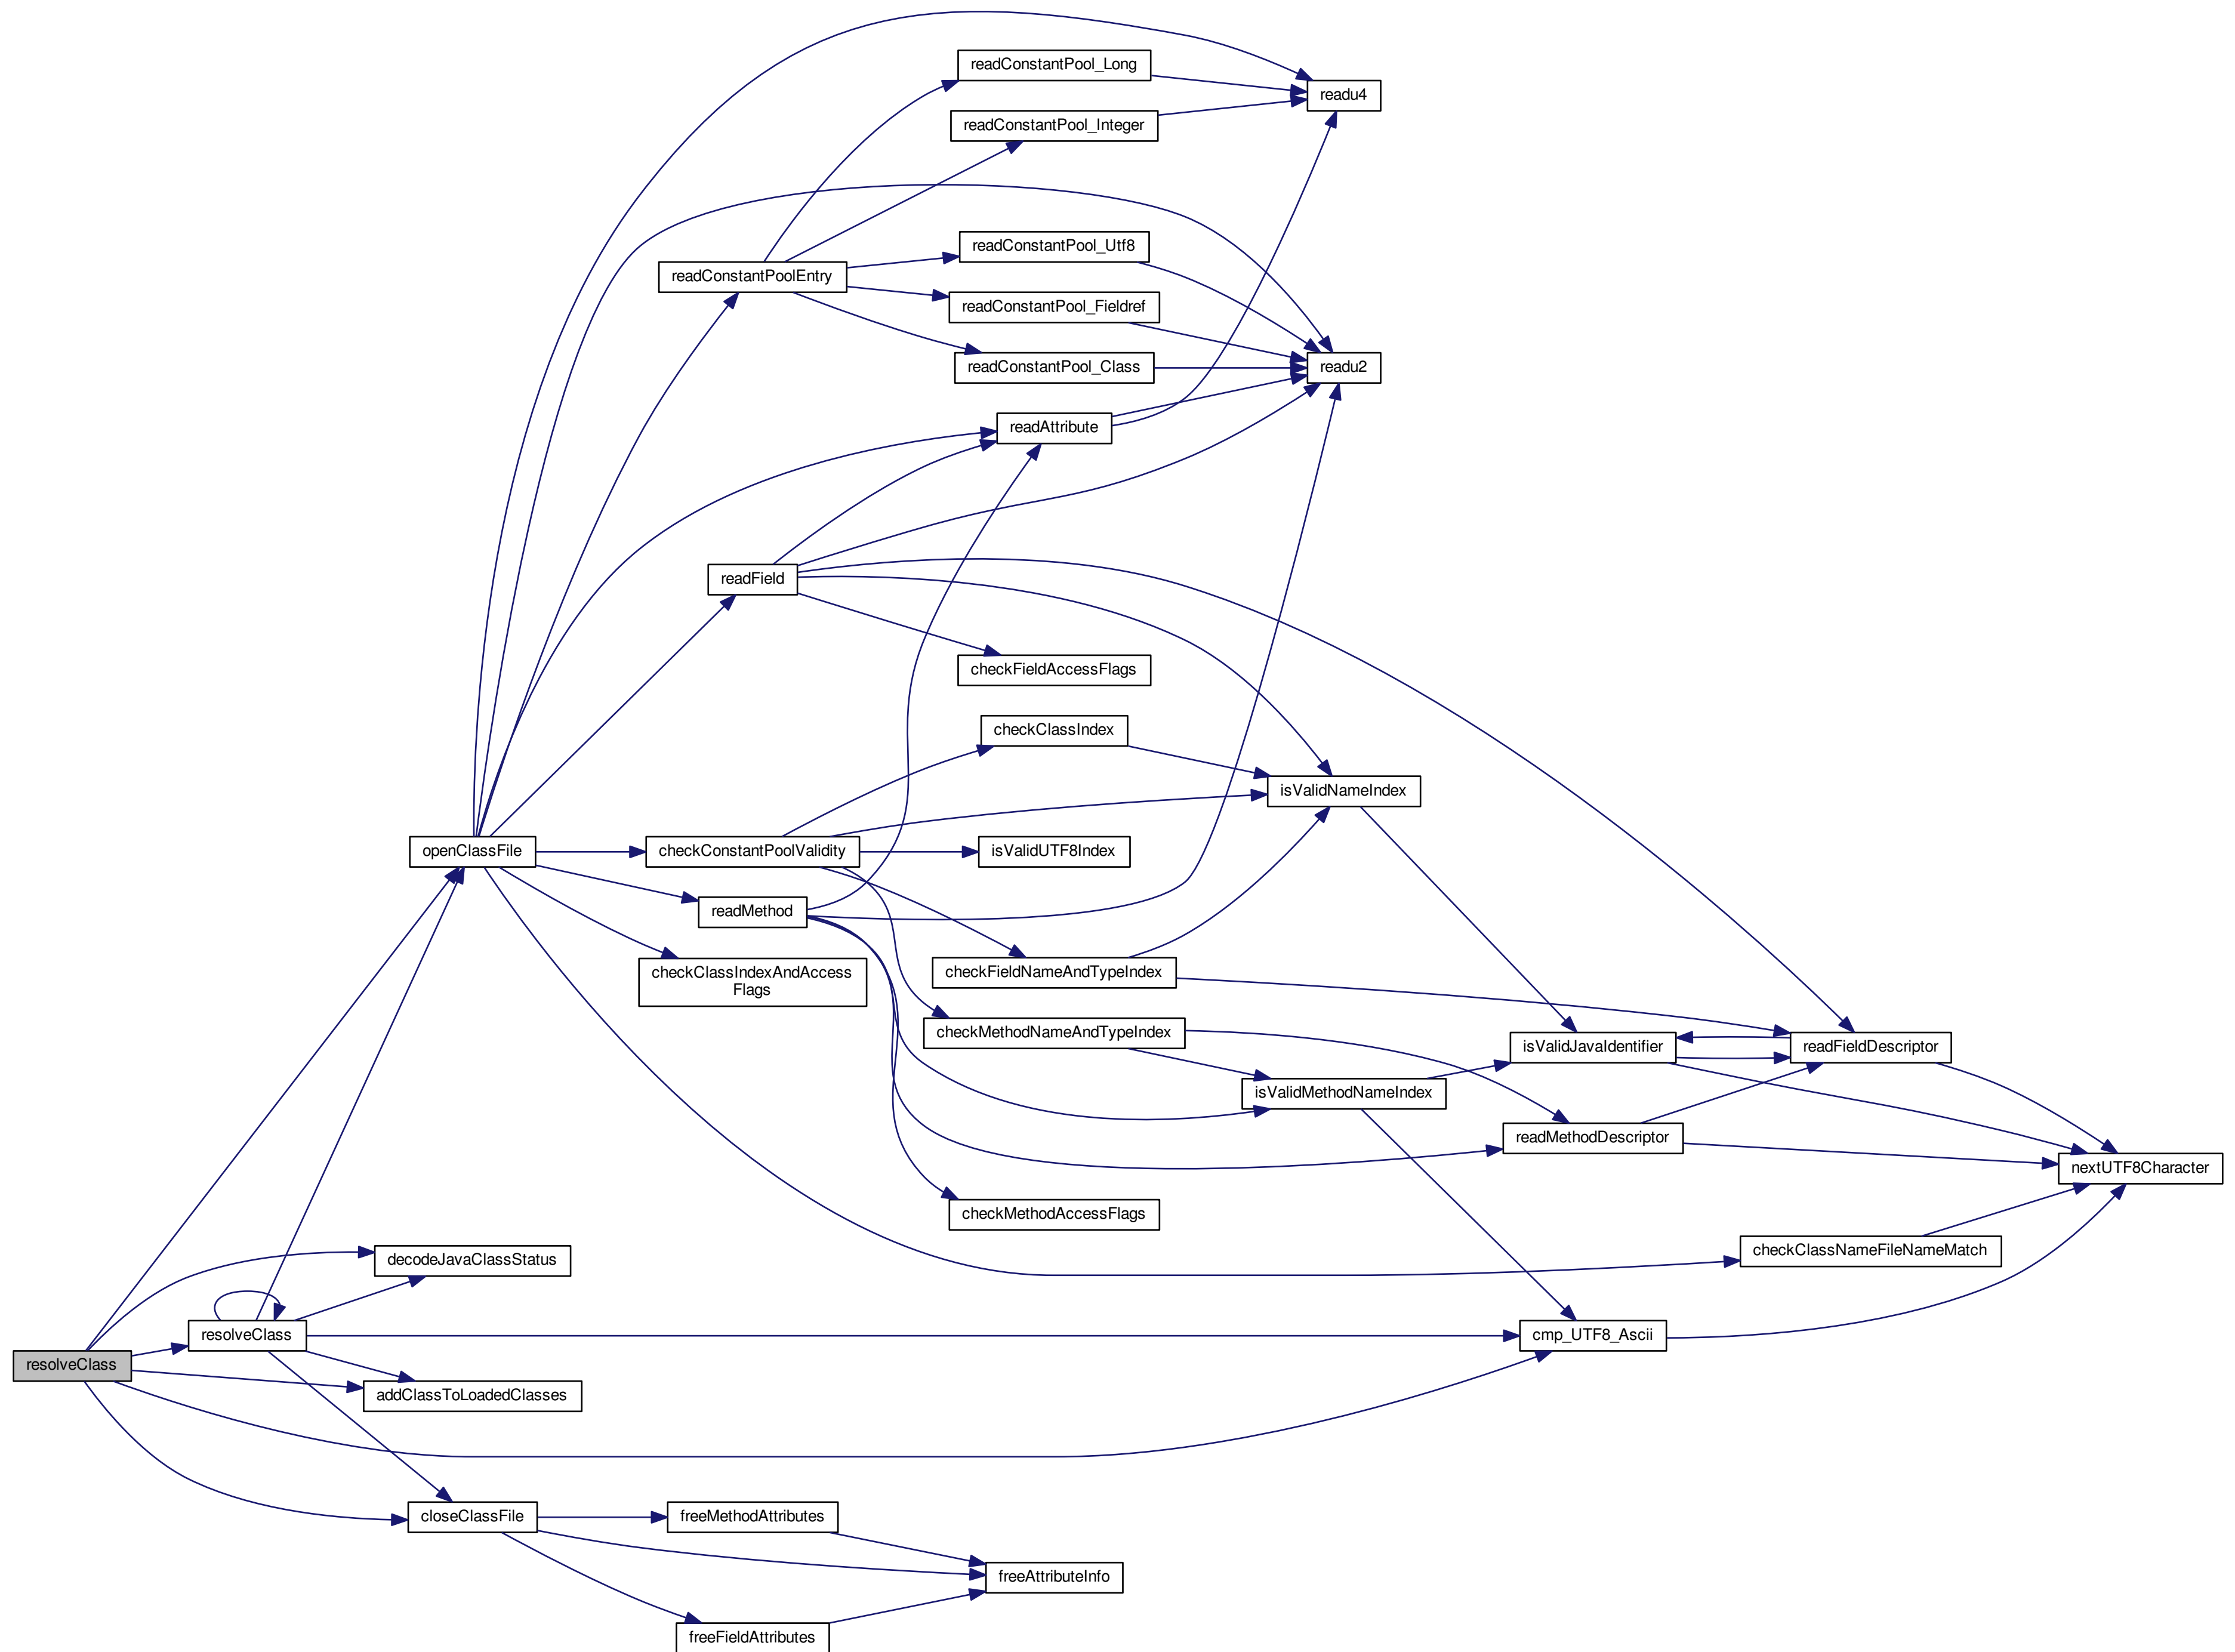 readConstantPool_Long
readu4
readConstantPool_Integer
readConstantPool_Utf8
readConstantPoolEntry
readConstantPool_Fieldref
readConstantPool_Class
readu2
readAttribute
readField
checkFieldAccessFlags
checkClassIndex
isValidNameIndex
openClassFile
checkConstantPoolValidity
isValidUTF8Index
readMethod
checkClassIndexAndAccess
Flags
checkFieldNameAndTypeIndex
checkMethodNameAndTypeIndex
isValidJavaIdentifier
readFieldDescriptor
isValidMethodNameIndex
readMethodDescriptor
nextUTF8Character
checkMethodAccessFlags
checkClassNameFileNameMatch
decodeJavaClassStatus
resolveClass
cmp_UTF8_Ascii
resolveClass
addClassToLoadedClasses
closeClassFile
freeMethodAttributes
freeAttributeInfo
freeFieldAttributes